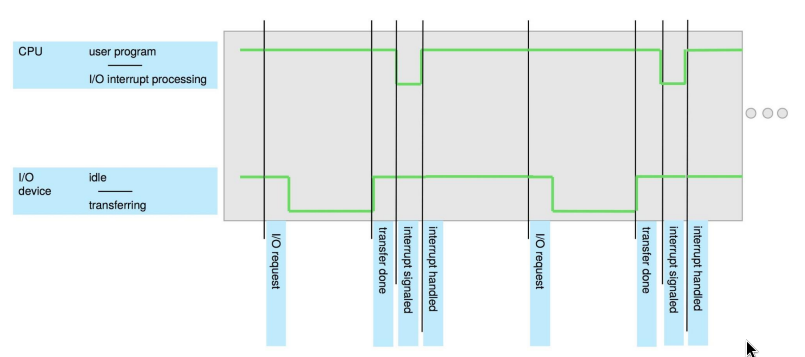 CPU
user program
I/O interrupt processing
I/O
device
idle
transferring
I/O request
transfer done
interrupt signaled
interrupt handled
I/O request
transfer done
interrupt signaled
interrupt handled